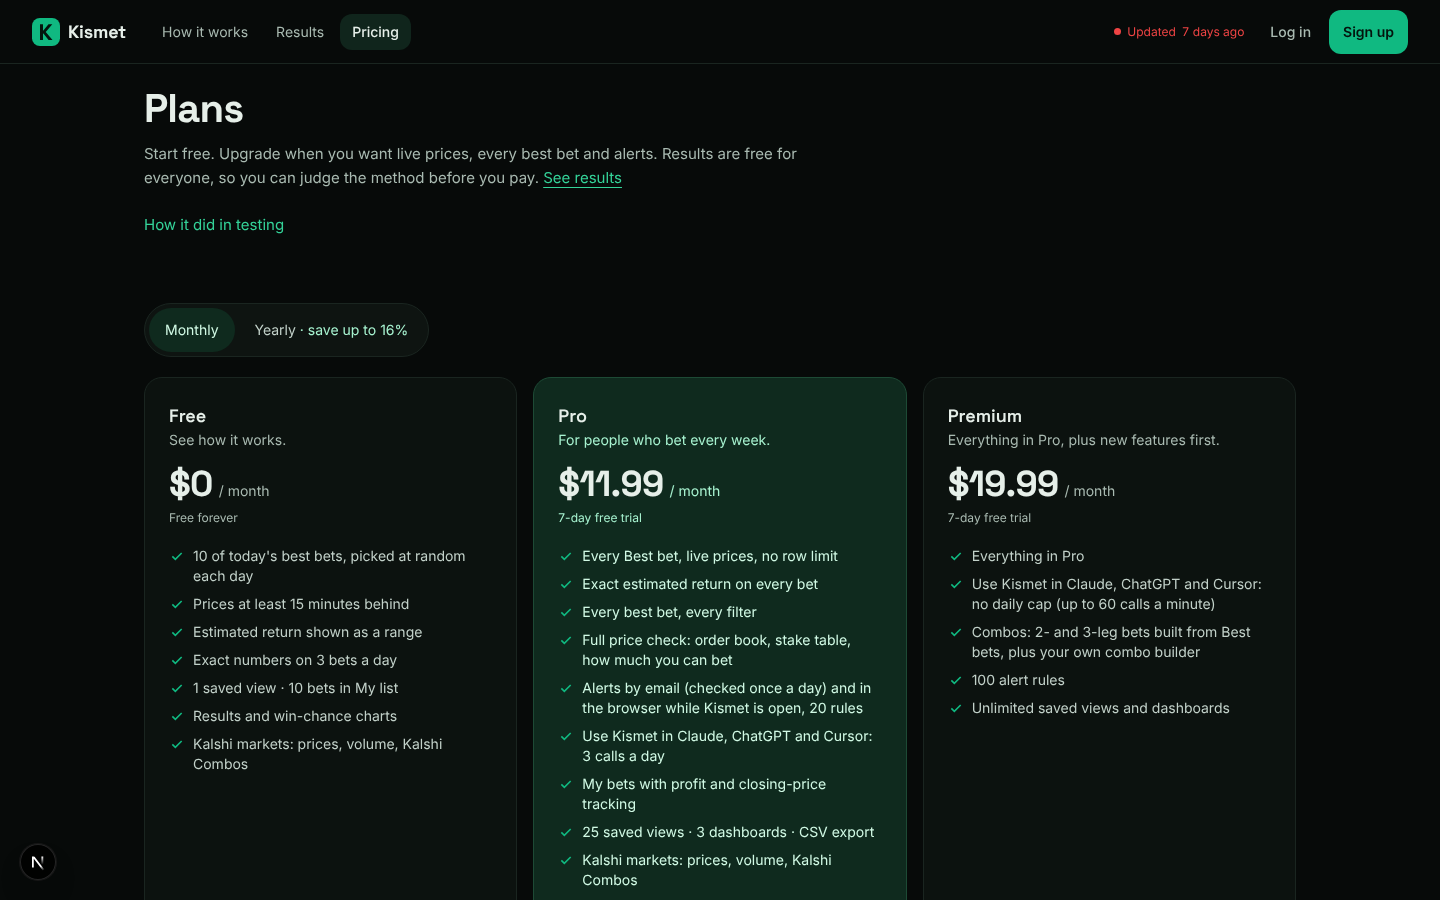 K Kismet How it works Results Pricing Updated 7 days ago Log in Sign up
Plans
Start free. Upgrade when you want live prices, every best bet and alerts. Results are free for
everyone, so you can judge the method before you pay. See results
How it did in testing
Monthly Yearly · save up to 16%
Free
See how it works.
$0 / month
Free forever
10 of today's best bets, picked at random
each day
Prices at least 15 minutes behind
Estimated return shown as a range
Exact numbers on 3 bets a day
1 saved view · 10 bets in My list
Results and win-chance charts
Kalshi markets: prices, volume, Kalshi
Combos
Pro
For people who bet every week.
$11.99 / month
7-day free trial
Every Best bet, live prices, no row limit
Exact estimated return on every bet
Every best bet, every filter
Full price check: order book, stake table,
how much you can bet
Alerts by email (checked once a day) and in
the browser while Kismet is open, 20 rules
Use Kismet in Claude, ChatGPT and Cursor:
3 calls a day
My bets with profit and closing-price
tracking
25 saved views · 3 dashboards · CSV export
Kalshi markets: prices, volume, Kalshi
Combos
Premium
Everything in Pro, plus new features first.
$19.99 / month
7-day free trial
Everything in Pro
Use Kismet in Claude, ChatGPT and Cursor:
no daily cap (up to 60 calls a minute)
Combos: 2- and 3-leg bets built from Best
bets, plus your own combo builder
100 alert rules
Unlimited saved views and dashboards
N